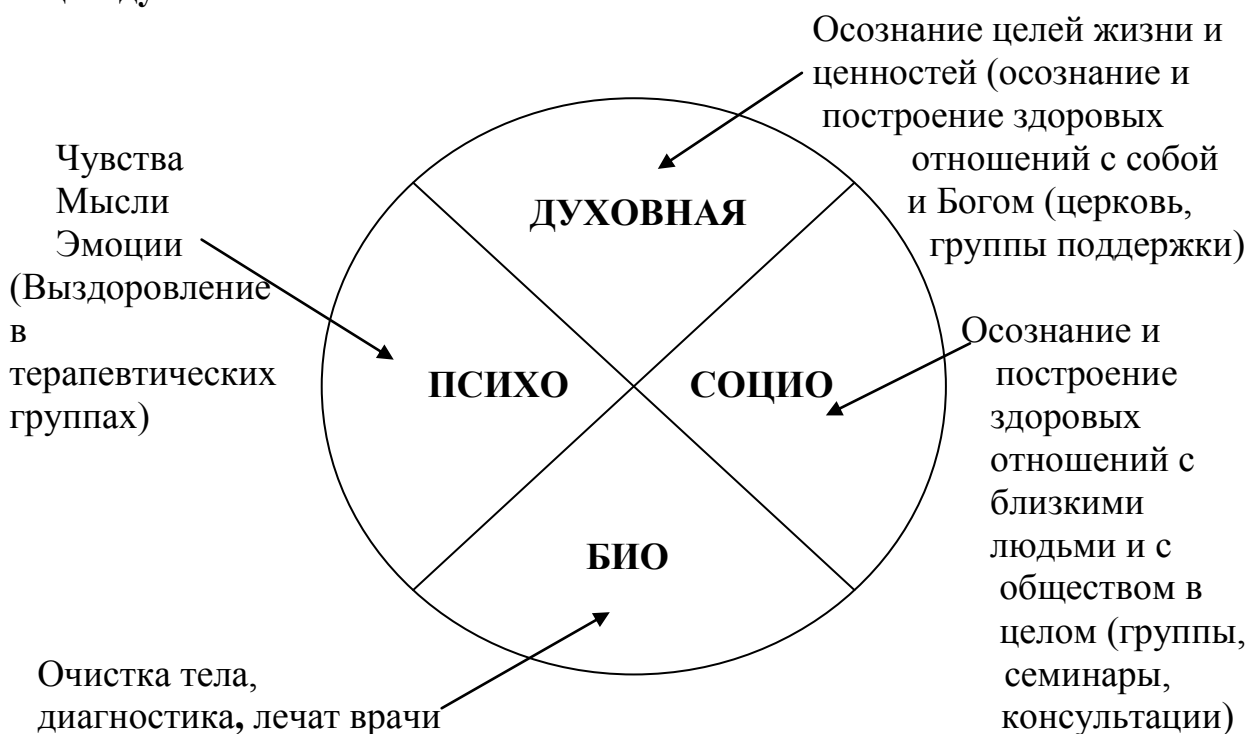 Осознание целей жизни и
ценностей (осознание и
построение здоровых
отношений с собой
и Богом (церковь,
группы поддержки)
Чувства
Мысли
Эмоции
(Выздоровление
в
терапевтических
группах)
ДУХОВНАЯ
ПСИХО
СОЦИО
БИО
Осознание и
построение
здоровых
отношений с
близкими
людьми и с
обществом в
целом (группы,
семинары,
консультации)
Очистка тела,
диагностика, лечат врачи